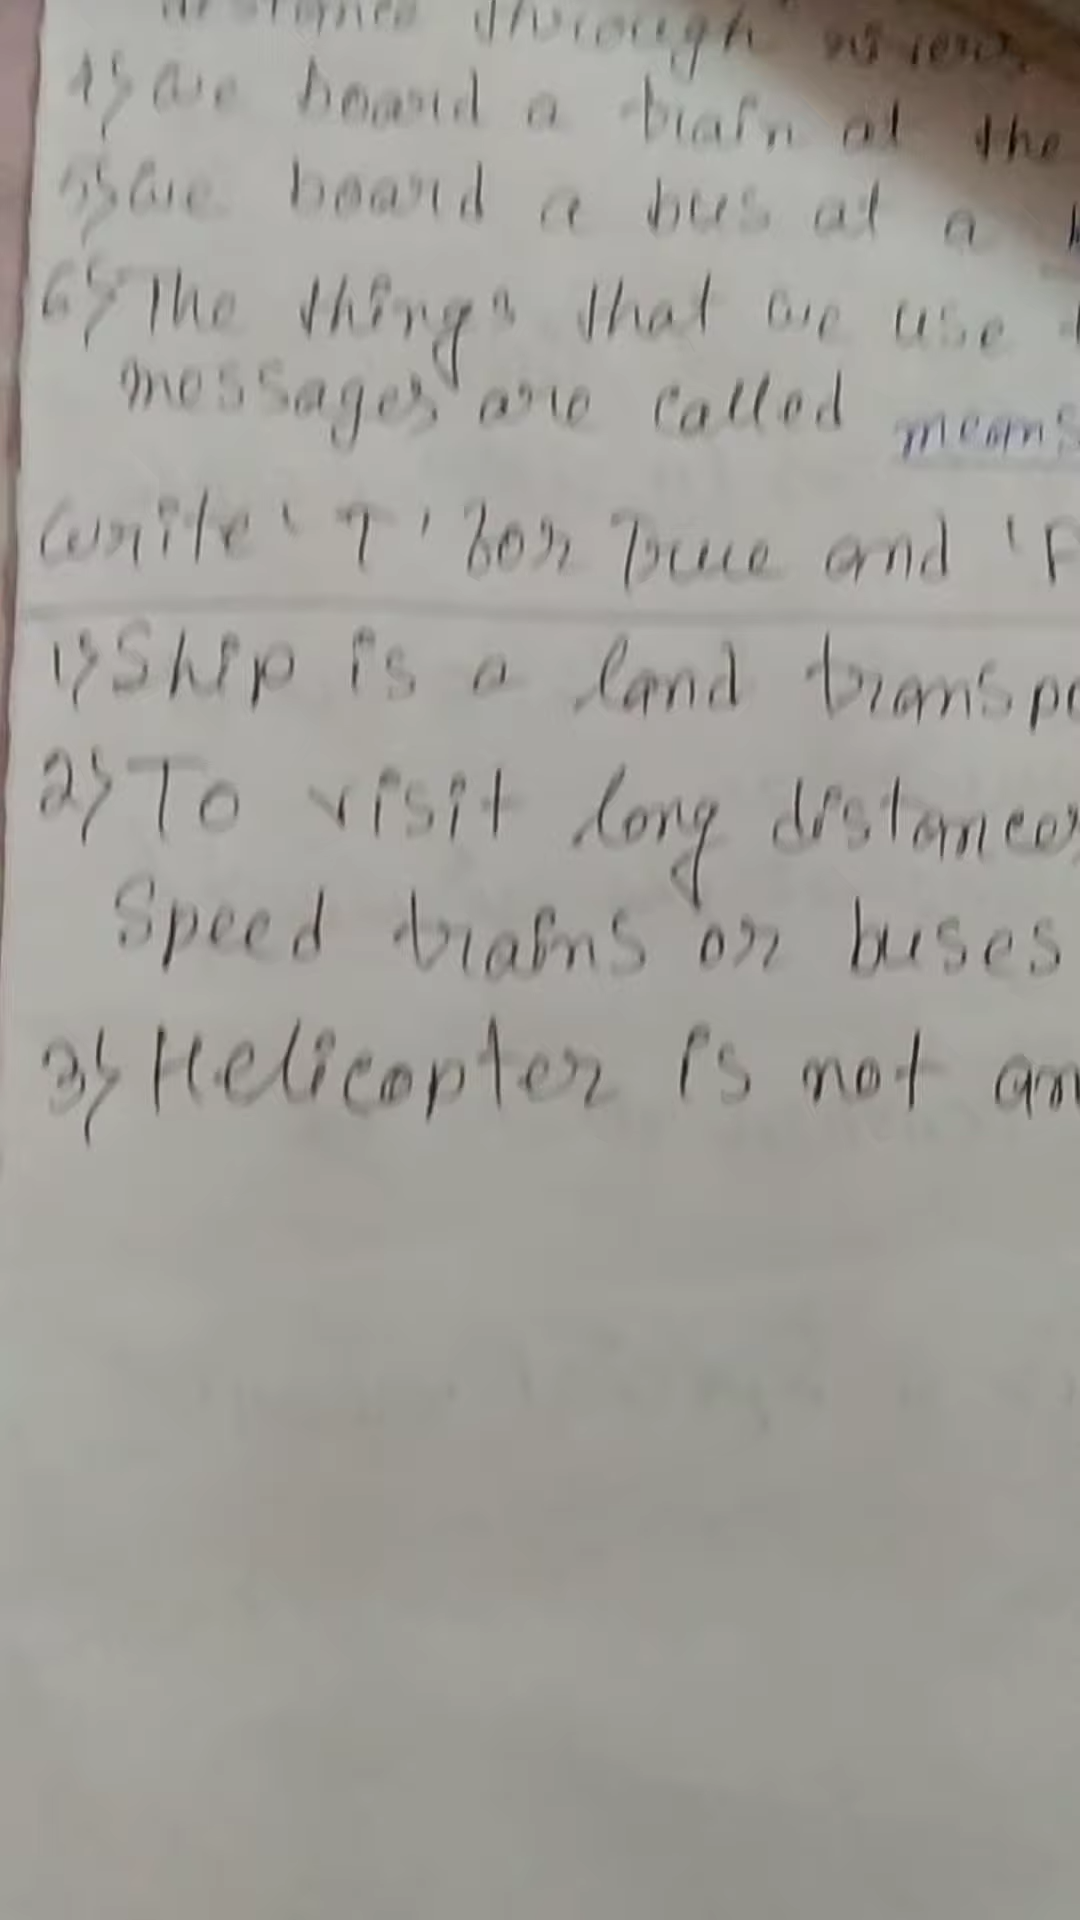 through
4) We board a train at the
5) We board a bus at a
6) The things that we use
messages are called means
Write 'T' for True and 'F
1) Ship is a land transpo
2) To visit long distances
Speed trains or buses
3) Helicopter is not an